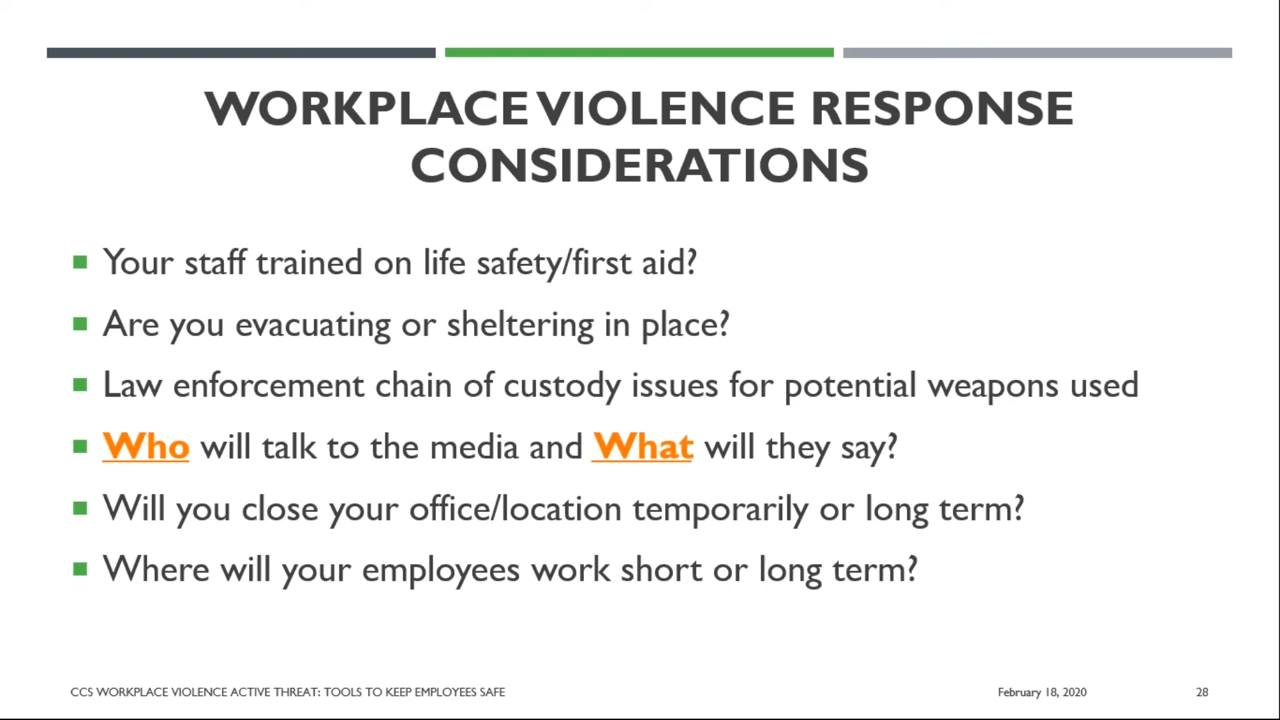 WORKPLACE VIOLENCE RESPONSE
CONSIDERATIONS
Your staff trained on life safety/first aid?
Are you evacuating or sheltering in place?
Law enforcement chain of custody issues for potential weapons used
Who will talk to the media and What will they say?
Will you close your office/location temporarily or long term?
Where will your employees work short or long term?
CCS WORKPLACE VIOLENCE ACTIVE THREAT: TOOLS TO KEEP EMPLOYEES SAFE
February 18, 2020
28